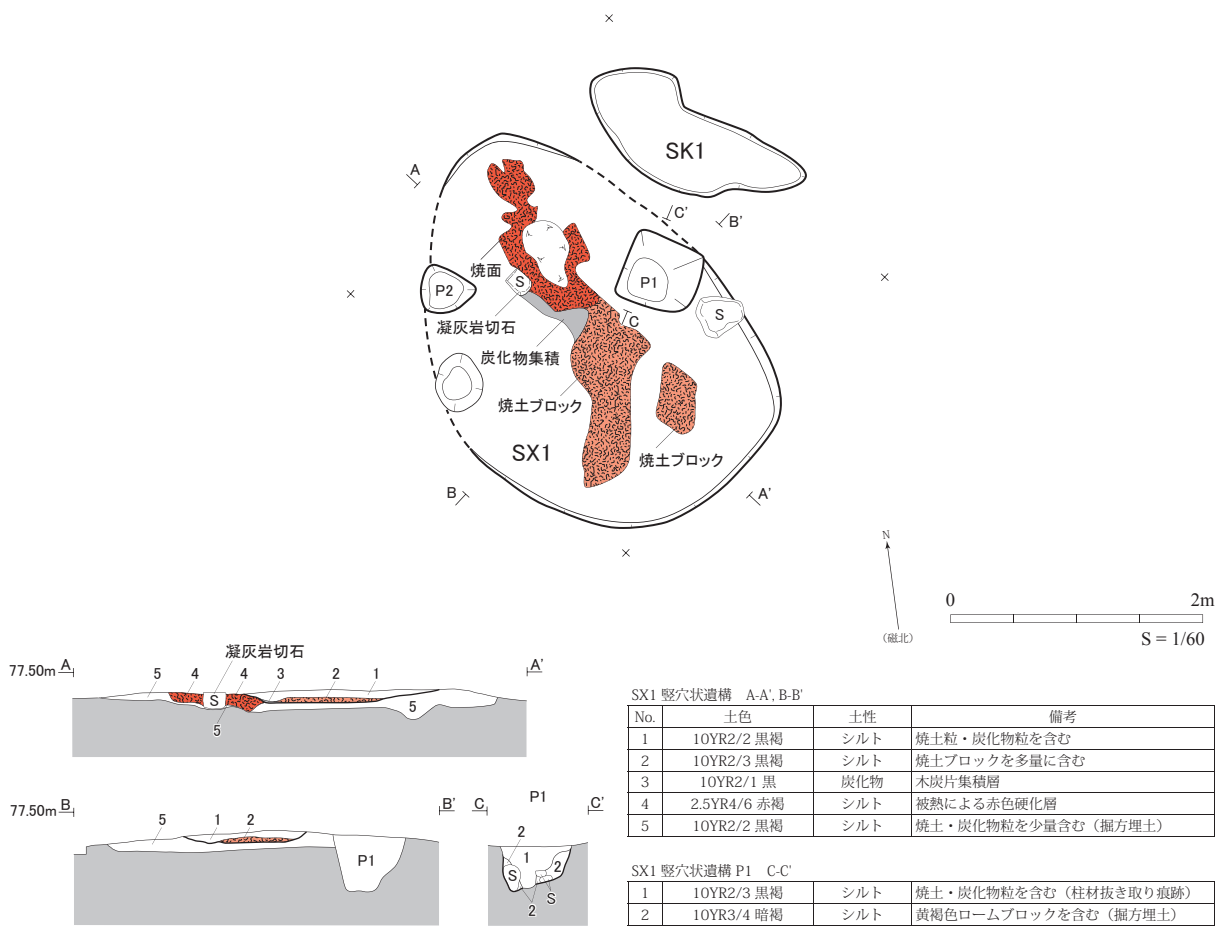 SK1
A
C'
B'
焼面
P1
P2
S
S
凝灰岩切石
C
炭化物集積
焼土ブロック
SX1
焼土ブロック
B
A'
N
(磁北)
0 2m
S = 1/60
凝灰岩切石
77.50m A A'
5 4 4 3 2 1
S
5
5
77.50m B B'
5 1 2
P1
P1
C C'
2
1
2
S
S
2
SX1 竪穴状遺構 A-A', B-B'
No. 土色 土性 備考
1 10YR2/2 黒褐 シルト 焼土粒・炭化物粒を含む
2 10YR2/3 黒褐 シルト 焼土ブロックを多量に含む
3 10YR2/1 黒 炭化物 木炭片集積層
4 2.5YR4/6 赤褐 シルト 被熱による赤色硬化層
5 10YR2/2 黒褐 シルト 焼土・炭化物粒を少量含む（掘方埋土）
SX1 竪穴状遺構 P1 C-C'
1 10YR2/3 黒褐 シルト 焼土・炭化物粒を含む（柱材抜き取り痕跡）
2 10YR3/4 暗褐 シルト 黄褐色ロームブロックを含む（掘方埋土）